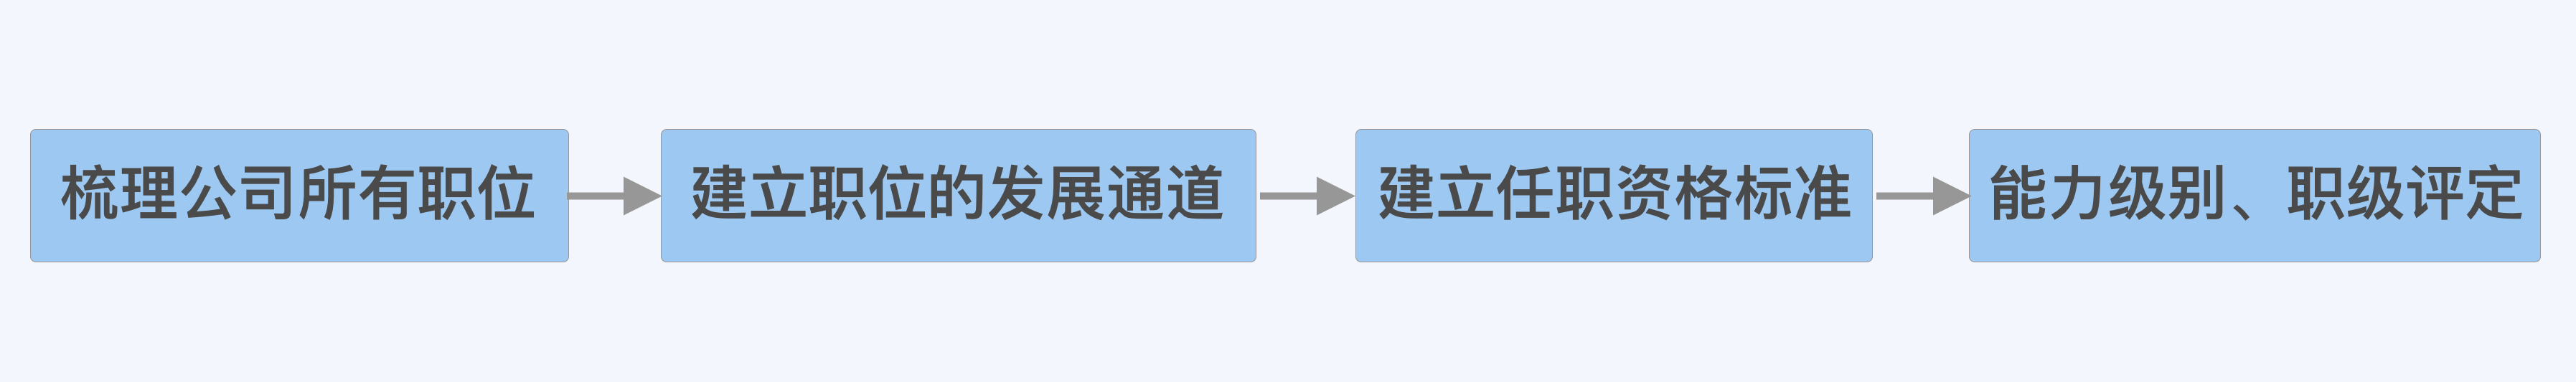 梳理公司所有职位
建立职位的发展通道
建立任职资格标准
能力级别、职级评定